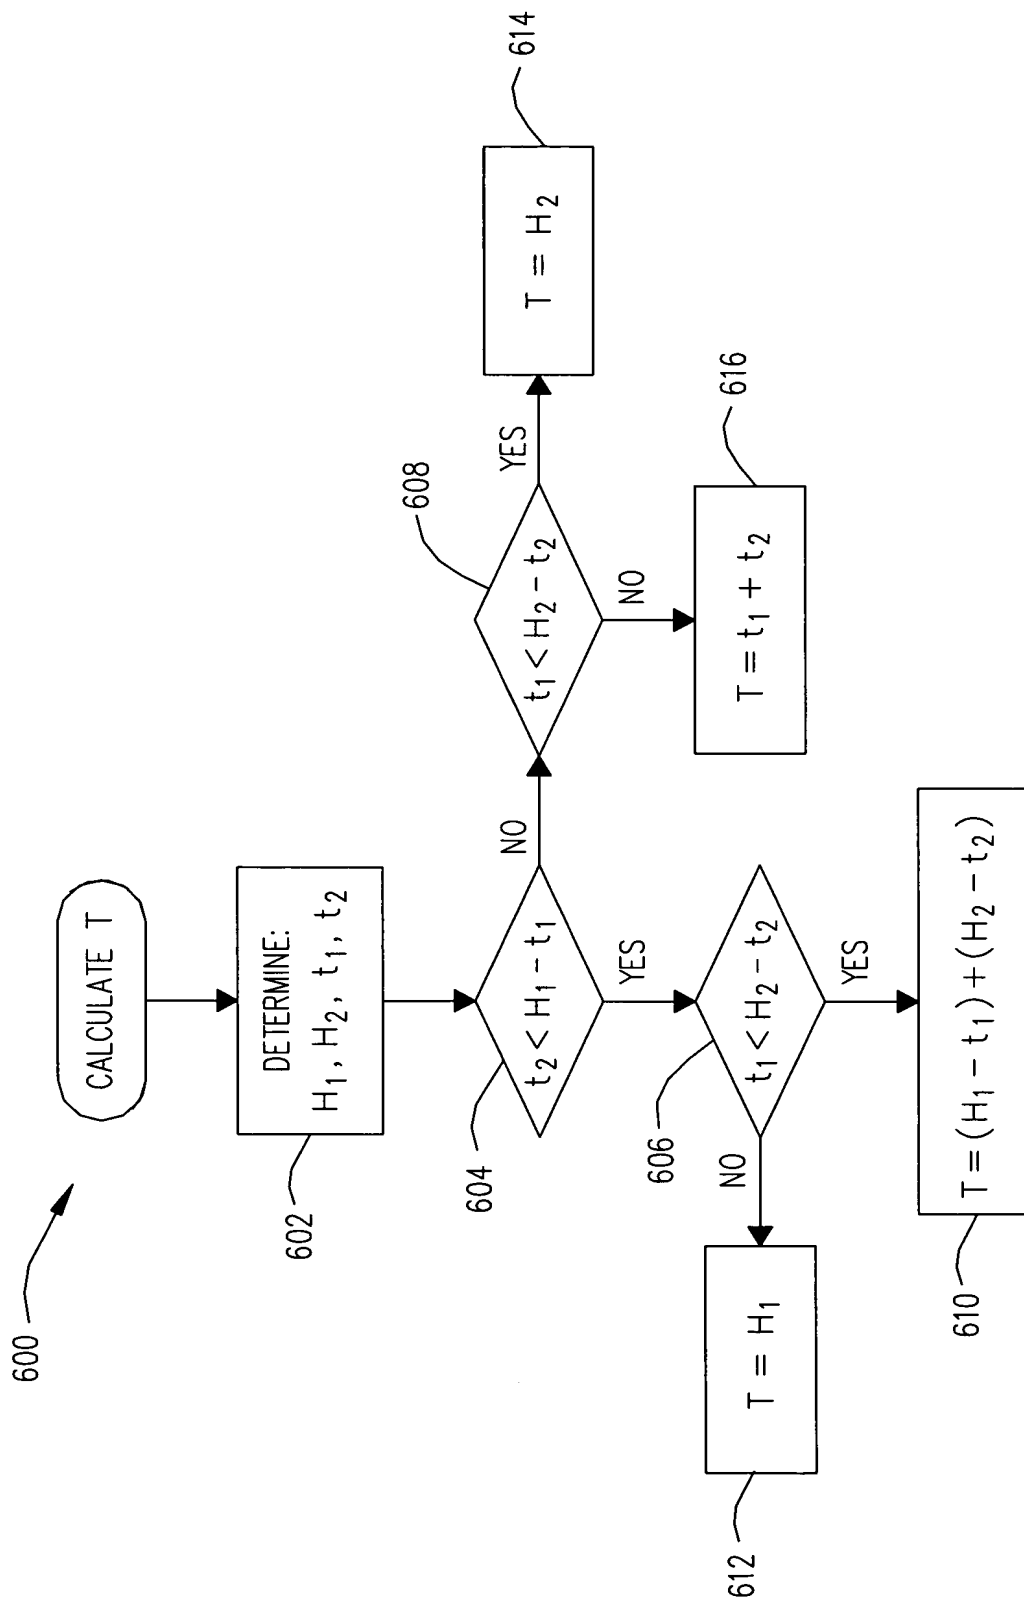 600
CALCULATE T
602
DETERMINE:
H₁, H₂, t₁, t₂
604
t₂ < H₁ − t₁
NO
608
t₁ < H₂ − t₂
YES
614
T = H₂
YES
NO
616
T = t₁ + t₂
606
t₁ < H₂ − t₂
NO
612
T = H₁
YES
610
T = (H₁ − t₁) + (H₂ − t₂)